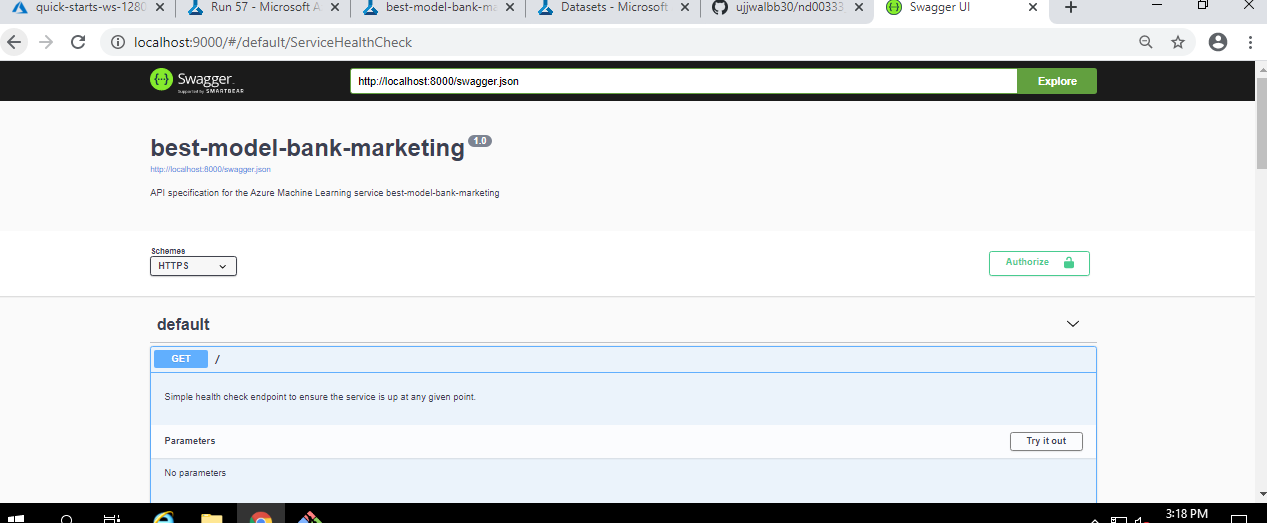 quick-starts-ws-1280
Run 57 - Microsoft A
best-model-bank-ma
Datasets - Microsoft
ujjwalbb30/nd00333
Swagger UI
localhost:9000/#/default/ServiceHealthCheck
Swagger
Supported by SMARTBEAR
http://localhost:8000/swagger.json
Explore
best-model-bank-marketing 1.0
http://localhost:8000/swagger.json
API specification for the Azure Machine Learning service best-model-bank-marketing
Schemes
HTTPS
Authorize
default
GET /
Simple health check endpoint to ensure the service is up at any given point.
Parameters
Try it out
No parameters
3:18 PM